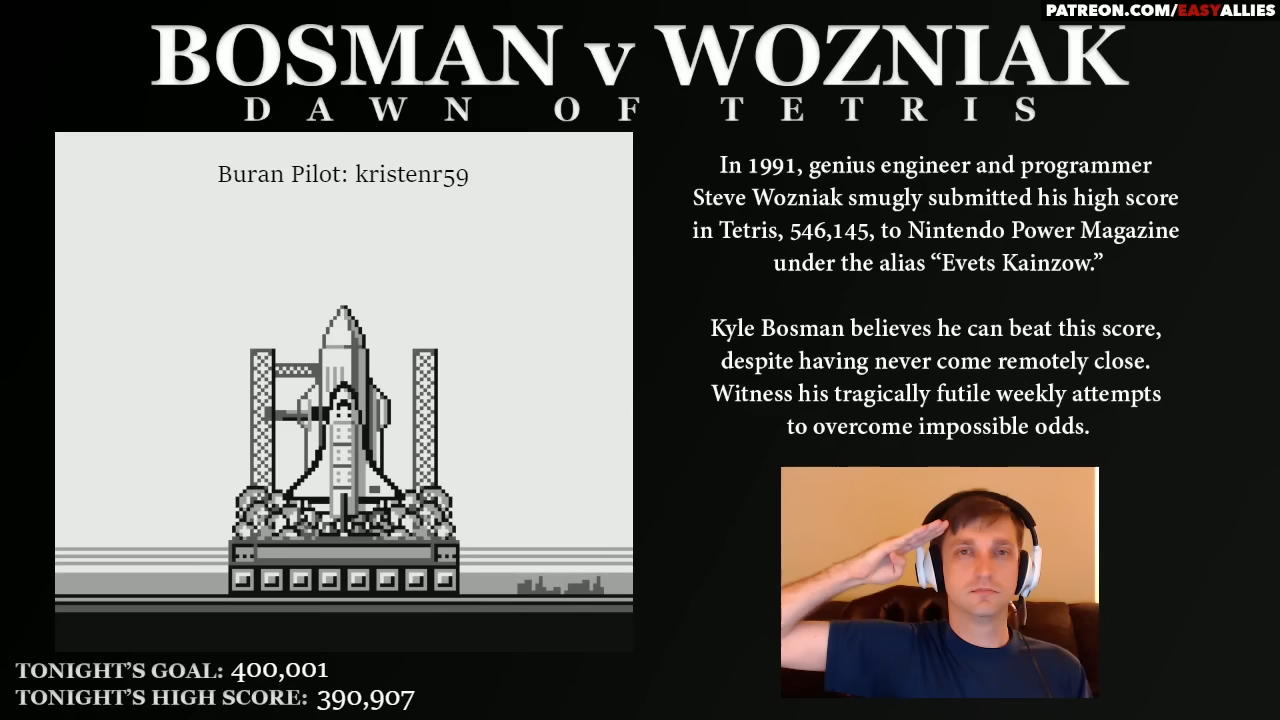 PATREON.COM/EASYALLIES
BOSMAN v WOZNIAK
DAWN OF TETRIS
Buran Pilot: kristenr59
In 1991, genius engineer and programmer
Steve Wozniak smugly submitted his high score
in Tetris, 546,145, to Nintendo Power Magazine
under the alias “Evets Kainzow.”
Kyle Bosman believes he can beat this score,
despite having never come remotely close.
Witness his tragically futile weekly attempts
to overcome impossible odds.
TONIGHT’S GOAL: 400,001
TONIGHT’S HIGH SCORE: 390,907